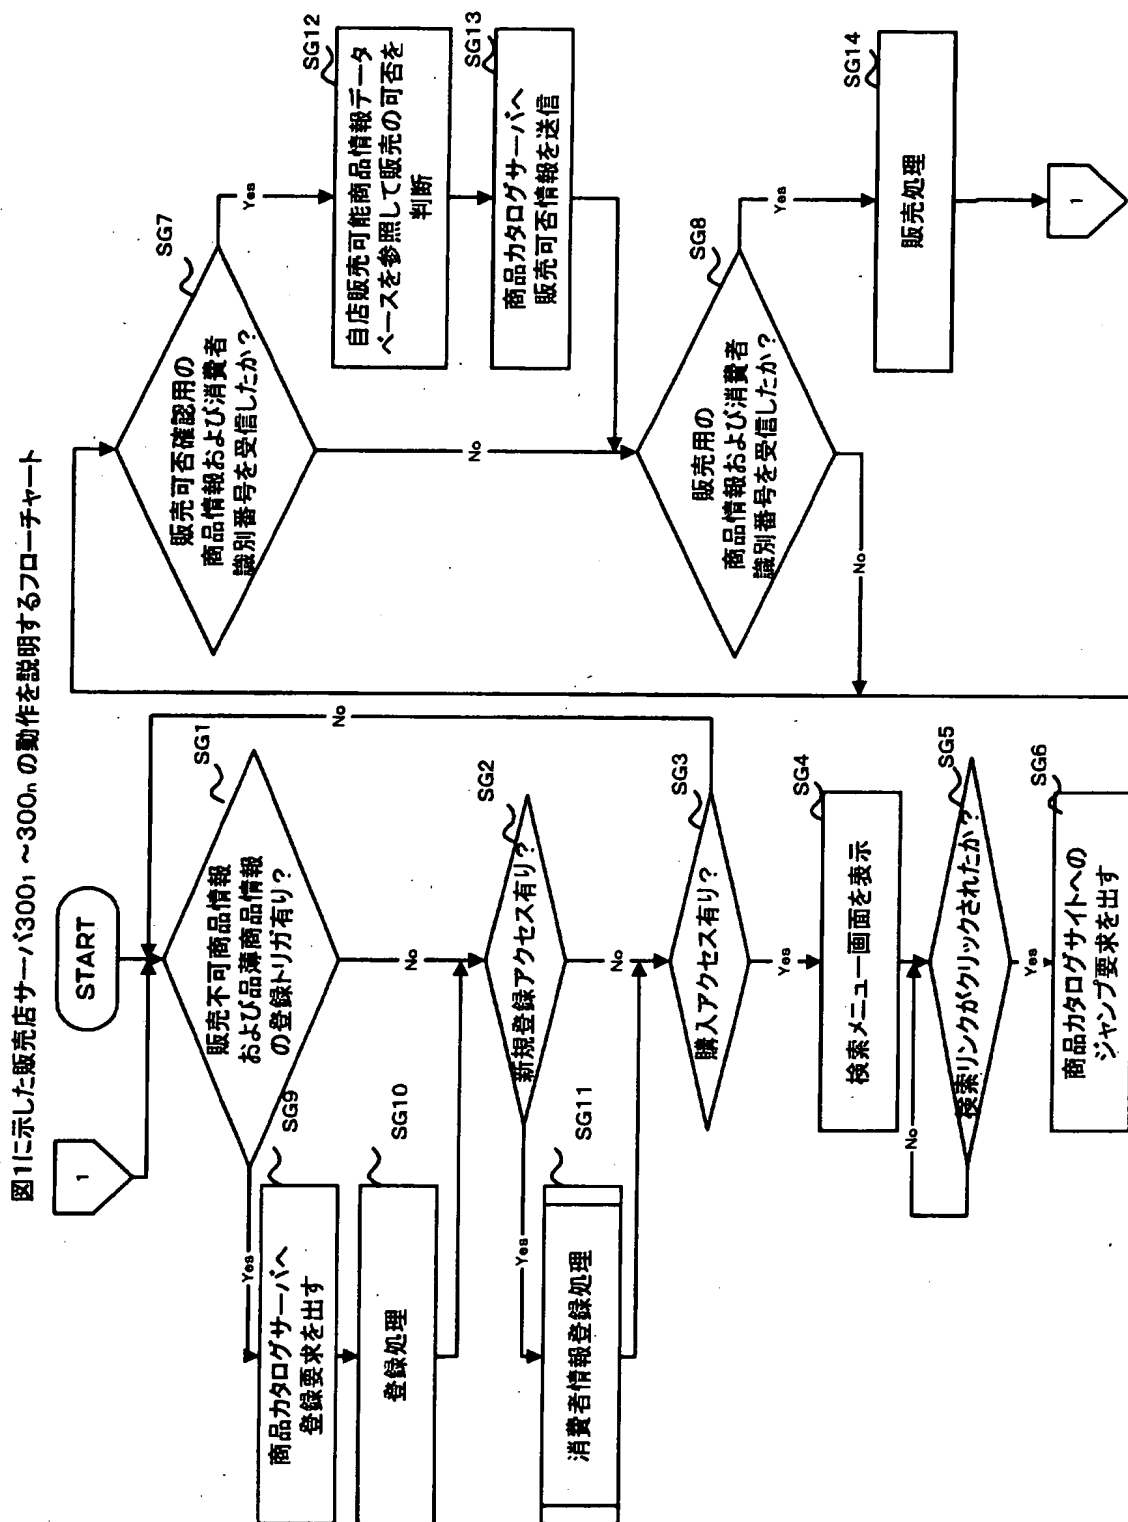 図1に示した販売店サーバ300₁～300ₙの動作を説明するフローチャート
1
START
SG1
販売不可商品情報
および品薄商品情報
の登録トリガ有り？
Yes
No
SG9
商品カタログサーバへ
登録要求を出す
SG10
登録処理
SG2
新規登録アクセス有り？
Yes
No
SG11
消費者情報登録処理
SG3
購入アクセス有り？
No
Yes
SG4
検索メニュー画面を表示
SG5
検索リンクがクリックされたか？
No
Yes
SG6
商品カタログサイトへの
ジャンプ要求を出す
SG7
販売可否確認用の
商品情報および消費者
識別番号を受信したか？
Yes
No
SG12
自店販売可能商品情報データ
ベースを参照して販売の可否を
判断
SG13
商品カタログサーバへ
販売可否情報を送信
SG8
販売用の
商品情報および消費者
識別番号を受信したか？
Yes
No
SG14
販売処理
1